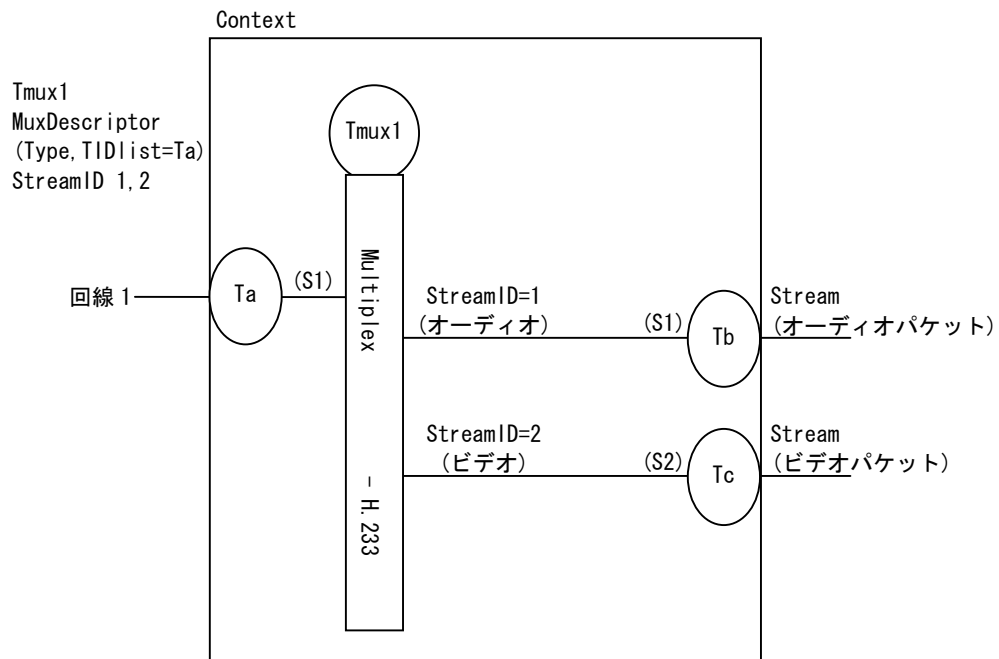 Context
Tmux1
MuxDescriptor
(Type,TIDlist=Ta)
StreamID 1,2
Tmux1
回線 1
Ta
(S1)
Multiplex - H.233
StreamID=1
(オーディオ)
(S1)
Tb
Stream
(オーディオパケット)
StreamID=2
(ビデオ)
(S2)
Tc
Stream
(ビデオパケット)